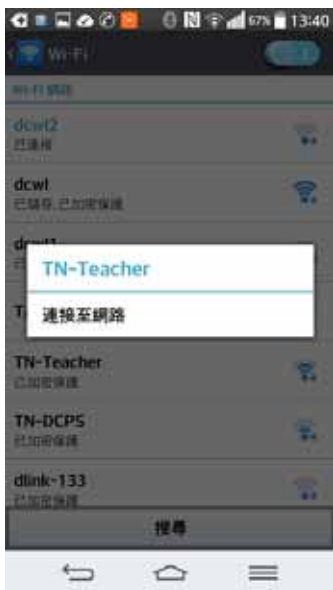 67% 13:40
Wi-Fi
Wi-Fi 網路
dcwl2
已連接
dcwl
已儲存, 已加密保護
TN-Teacher
連接至網路
TN-Teacher
已加密保護
TN-DCPS
已加密保護
dlink-133
已加密保護
搜尋